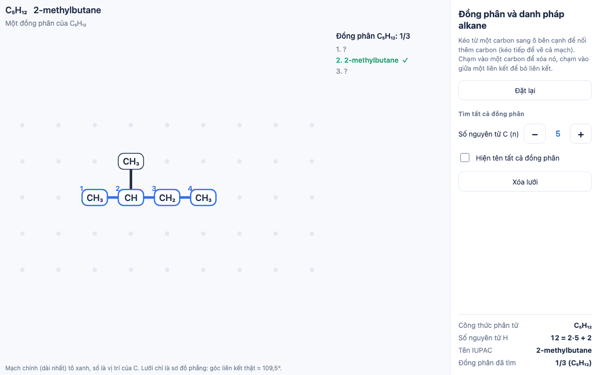 C₅H₁₂ 2-methylbutane
Một đồng phân của C₅H₁₂
Đồng phân C₅H₁₂: 1/3
1. ?
2. 2-methylbutane ✓
3. ?
CH₃
1 2 3 4
CH₃ CH CH₂ CH₃
Mạch chính (dài nhất) tô xanh, số là vị trí của C. Lưới chỉ là sơ đồ phẳng: góc liên kết thật ≈ 109,5°.
Đồng phân và danh pháp
alkane
Kéo từ một carbon sang ô bên cạnh để nối
thêm carbon (kéo tiếp để vẽ cả mạch).
Chạm vào một carbon để xóa nó, chạm vào
giữa một liên kết để bỏ liên kết.
Đặt lại
Tìm tất cả đồng phân
Số nguyên tử C (n) − 5 +
Hiện tên tất cả đồng phân
Xóa lưới
Công thức phân tử C₅H₁₂
Số nguyên tử H 12 = 2·5 + 2
Tên IUPAC 2-methylbutane
Đồng phân đã tìm 1/3 (C₅H₁₂)